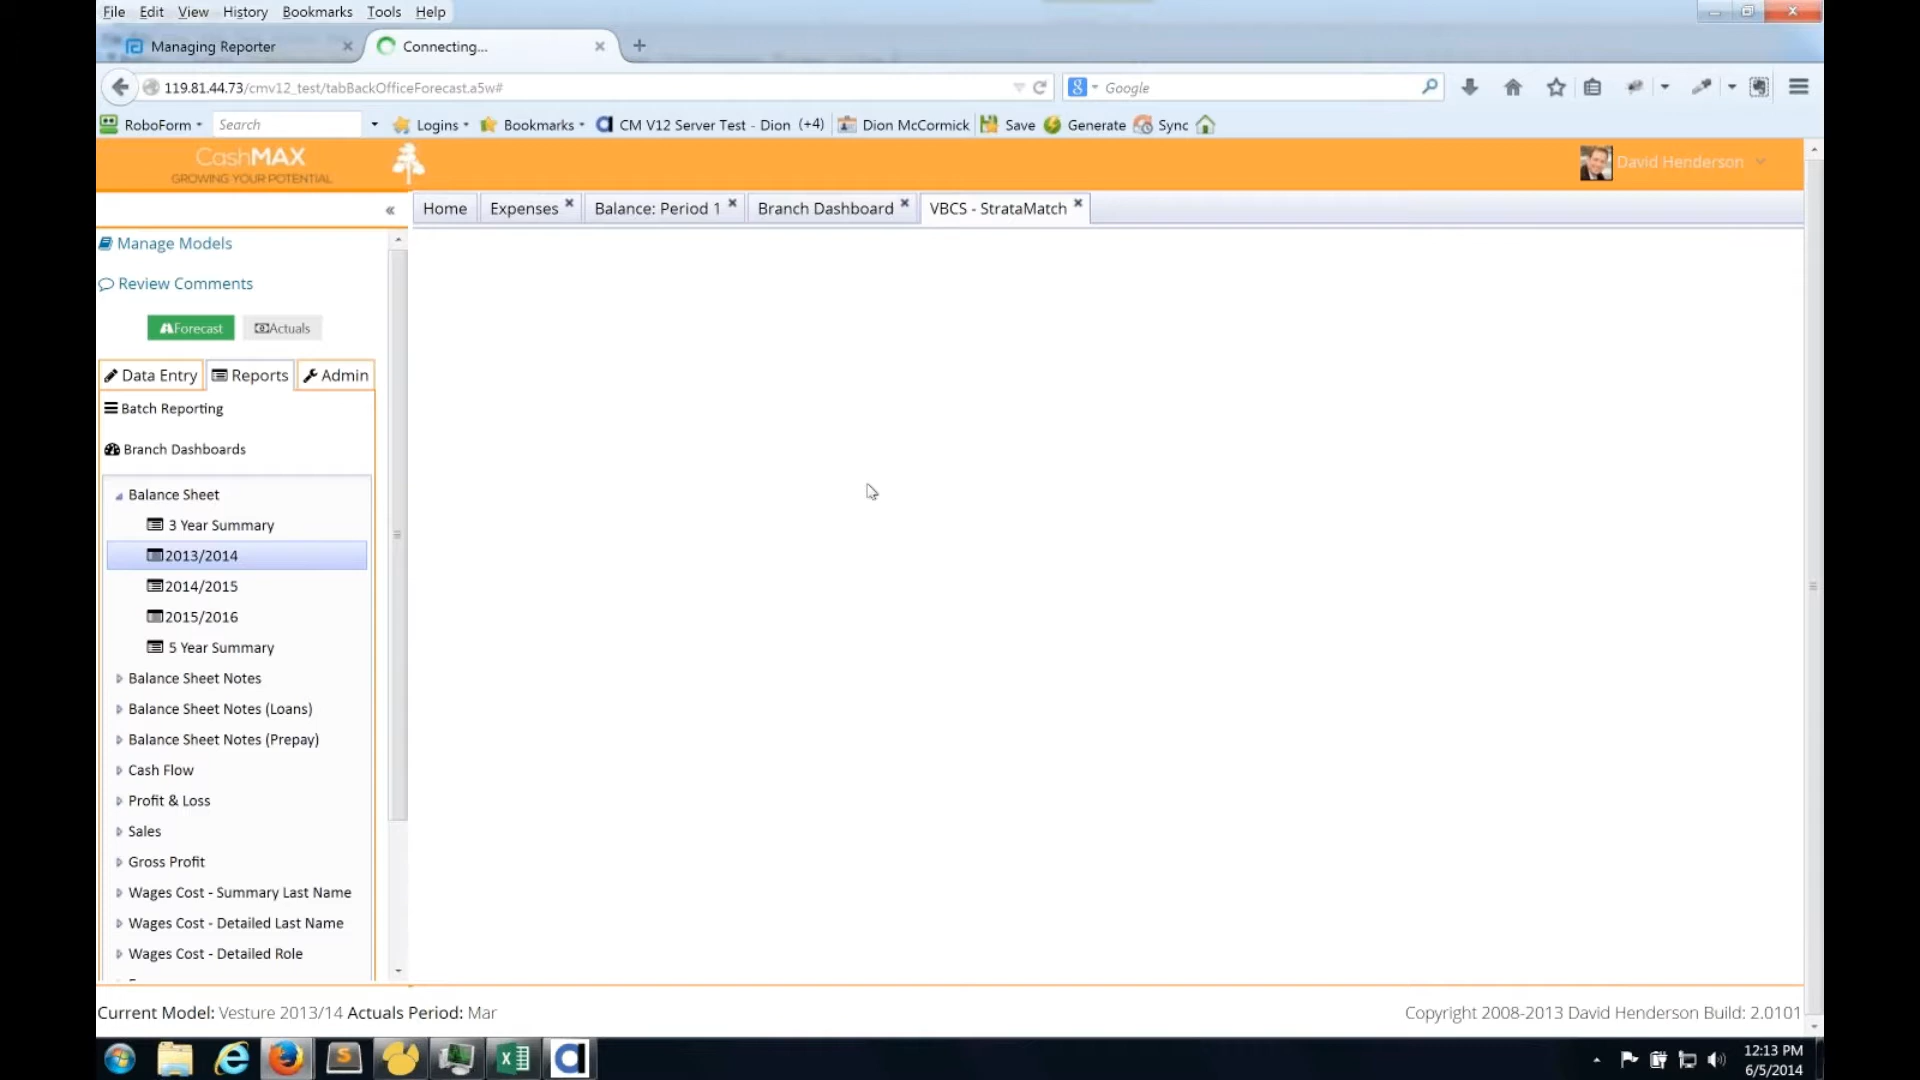 File Edit View History Bookmarks Tools Help
Managing Reporter
Connecting...
119.81.44.73/cmv12_test/tabBackOfficeForecast.a5w#
Google
RoboForm
Search
Logins
Bookmarks
CM V12 Server Test - Dion (+4)
Dion McCormick
Save
Generate
Sync
CashMAX
GROWING YOUR POTENTIAL
David Henderson
«
Home
Expenses
Balance: Period 1
Branch Dashboard
VBCS - StrataMatch
Manage Models
Review Comments
Forecast
Actuals
Data Entry
Reports
Admin
Batch Reporting
Branch Dashboards
Balance Sheet
3 Year Summary
2013/2014
2014/2015
2015/2016
5 Year Summary
Balance Sheet Notes
Balance Sheet Notes (Loans)
Balance Sheet Notes (Prepay)
Cash Flow
Profit & Loss
Sales
Gross Profit
Wages Cost - Summary Last Name
Wages Cost - Detailed Last Name
Wages Cost - Detailed Role
Current Model: Vesture 2013/14 Actuals Period: Mar
Copyright 2008-2013 David Henderson Build: 2.0101
12:13 PM
6/5/2014